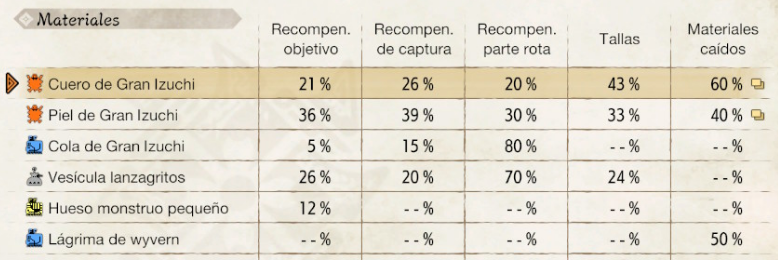 Materiales
Recompen. objetivo
Recompen. de captura
Recompen. parte rota
Tallas
Materiales caídos
Cuero de Gran Izuchi 21 % 26 % 20 % 43 % 60 %
Piel de Gran Izuchi 36 % 39 % 30 % 33 % 40 %
Cola de Gran Izuchi 5 % 15 % 80 % --% --%
Vesícula lanzagritos 26 % 20 % 70 % 24 % --%
Hueso monstruo pequeño 12 % --% --% --% --%
Lágrima de wyvern --% --% --% --% 50 %